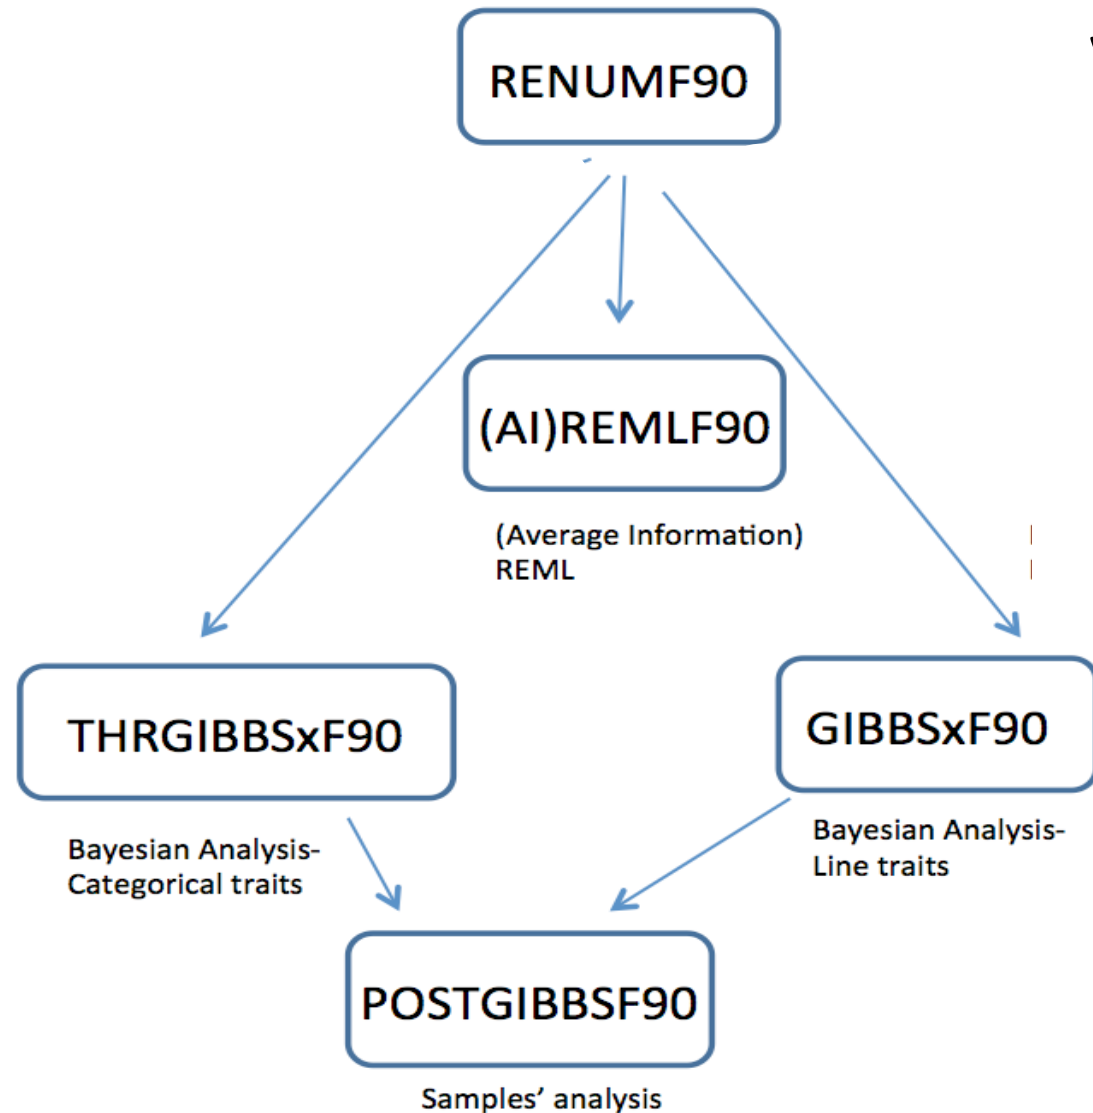 RENUMF90
(AI)REMLF90
(Average Information)
REML
THRGIBBSxF90
GIBBSxF90
Bayesian Analysis-
Categorical traits
Bayesian Analysis-
Line traits
POSTGIBBSF90
Samples' analysis